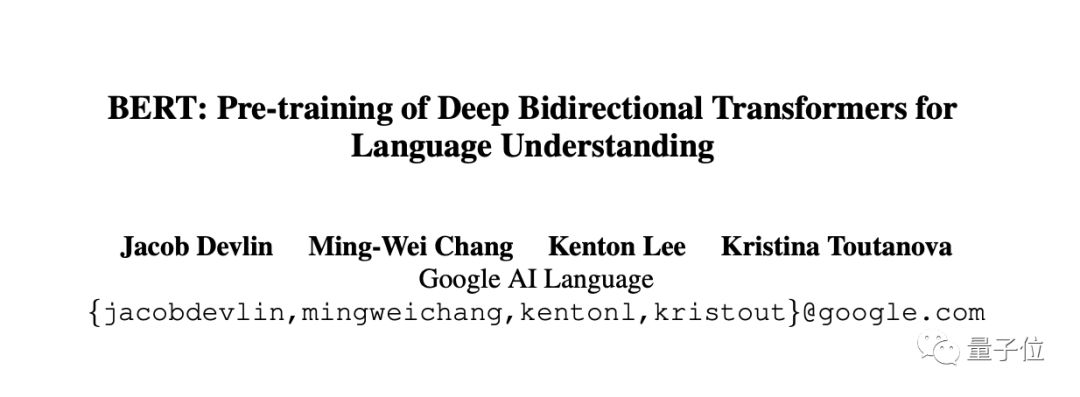 BERT: Pre-training of Deep Bidirectional Transformers for
Language Understanding
Jacob Devlin Ming-Wei Chang Kenton Lee Kristina Toutanova
Google AI Language
{jacobdevlin,mingweichang,kentonl,kristout}@google.com
量子位